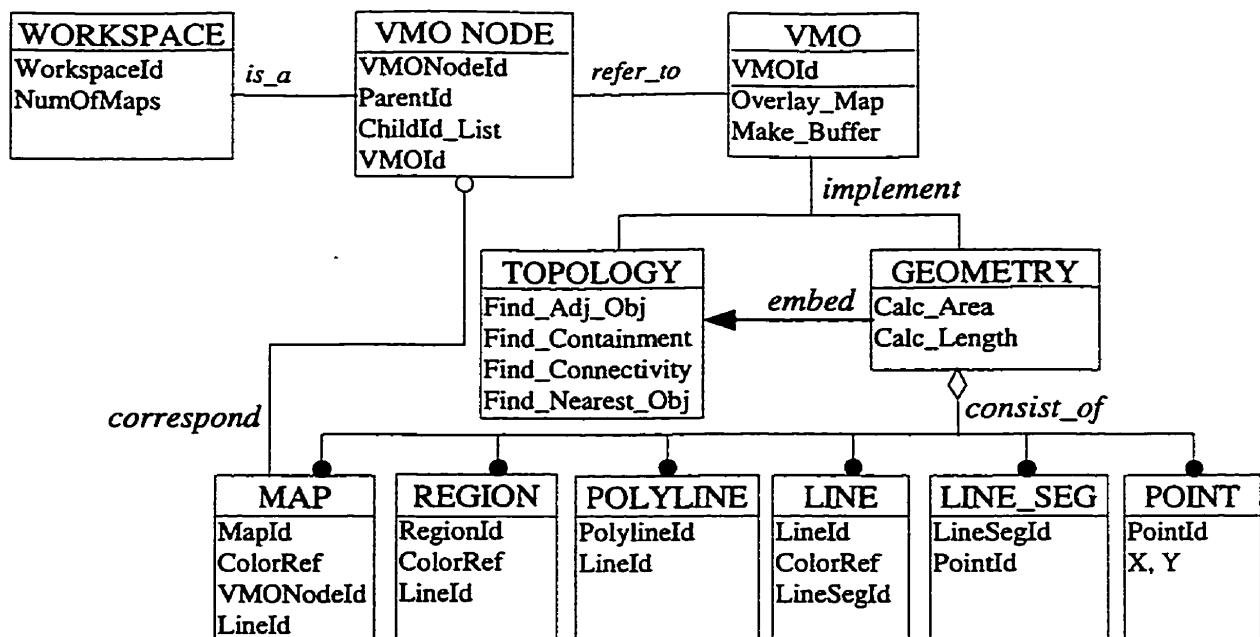 WORKSPACE
WorkspaceId
NumOfMaps
is_a
VMO NODE
VMONodeId
ParentId
ChildId_List
VMOId
refer_to
VMO
VMOId
Overlay_Map
Make_Buffer
implement
TOPOLOGY
Find_Adj_Obj
Find_Containment
Find_Connectivity
Find_Nearest_Obj
embed
GEOMETRY
Calc_Area
Calc_Length
consist_of
correspond
MAP
MapId
ColorRef
VMONodeId
LineId
REGION
RegionId
ColorRef
LineId
POLYLINE
PolylineId
LineId
LINE
LineId
ColorRef
LineSegId
LINE_SEG
LineSegId
PointId
POINT
PointId
X, Y